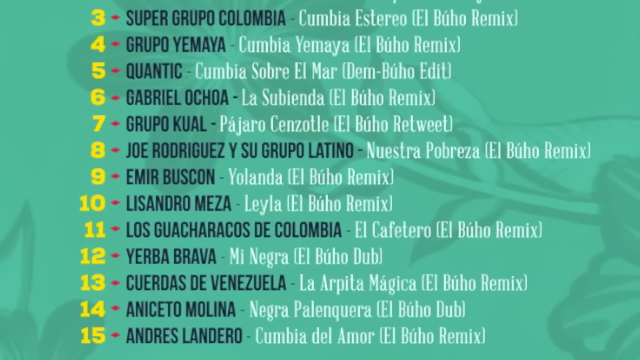 3 - SUPER GRUPO COLOMBIA - Cumbia Estereo (El Búho Remix)
4 - GRUPO YEMAYA - Cumbia Yemaya (El Búho Remix)
5 - QUANTIC - Cumbia Sobre El Mar (Dem-Búho Edit)
6 - GABRIEL OCHOA - La Subienda (El Búho Remix)
7 - GRUPO KUAL - Pájaro Cenzotle (El Búho Retweet)
8 - JOE RODRIGUEZ Y SU GRUPO LATINO - Nuestra Pobreza (El Búho Remix)
9 - EMIR BUSCON - Yolanda (El Búho Remix)
10 - LISANDRO MEZA - Leyla (El Búho Remix)
11 - LOS GUACHARACOS DE COLOMBIA - El Cafetero (El Búho Remix)
12 - YERBA BRAVA - Mi Negra (El Búho Dub)
13 - CUERDAS DE VENEZUELA - La Arpita Mágica (El Búho Remix)
14 - ANICETO MOLINA - Negra Palenquera (El Búho Dub)
15 - ANDRES LANDERO - Cumbia del Amor (El Búho Remix)